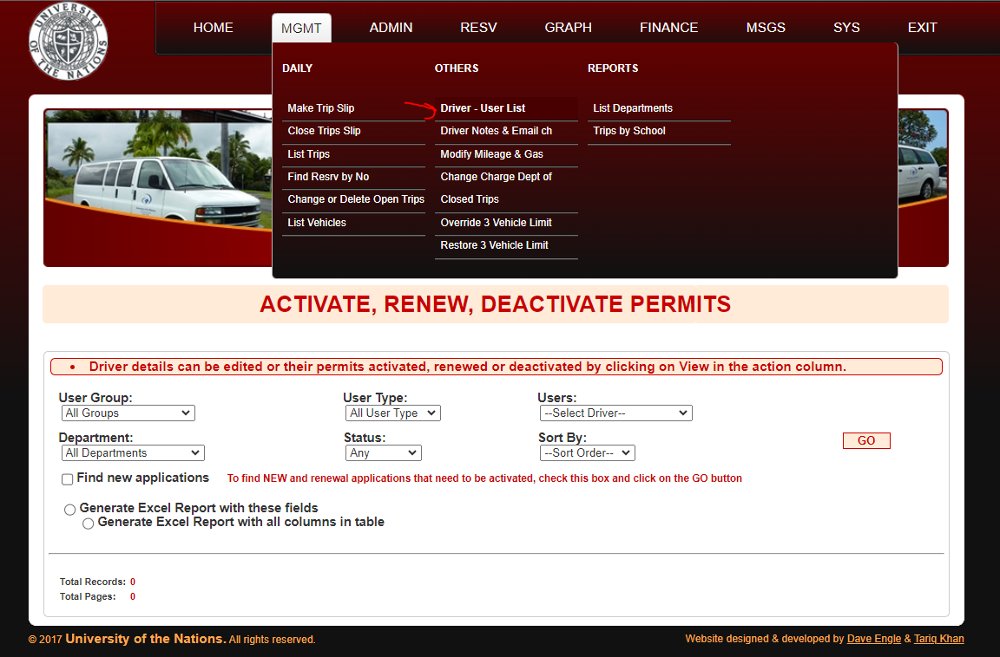 UNIVERSITY OF THE NATIONS
HOME MGMT ADMIN RESV GRAPH FINANCE MSGS SYS EXIT
DAILY
Make Trip Slip
Close Trips Slip
List Trips
Find Resrv by No
Change or Delete Open Trips
List Vehicles
OTHERS
Driver - User List
Driver Notes & Email ch
Modify Mileage & Gas
Change Charge Dept of
Closed Trips
Override 3 Vehicle Limit
Restore 3 Vehicle Limit
REPORTS
List Departments
Trips by School
ACTIVATE, RENEW, DEACTIVATE PERMITS
• Driver details can be edited or their permits activated, renewed or deactivated by clicking on View in the action column.
User Group: User Type: Users:
All Groups All User Type --Select Driver--
Department: Status: Sort By:
All Departments Any --Sort Order-- GO
Find new applications To find NEW and renewal applications that need to be activated, check this box and click on the GO button
Generate Excel Report with these fields
Generate Excel Report with all columns in table
Total Records: 0
Total Pages: 0
© 2017 University of the Nations. All rights reserved. Website designed & developed by Dave Engle & Tariq Khan